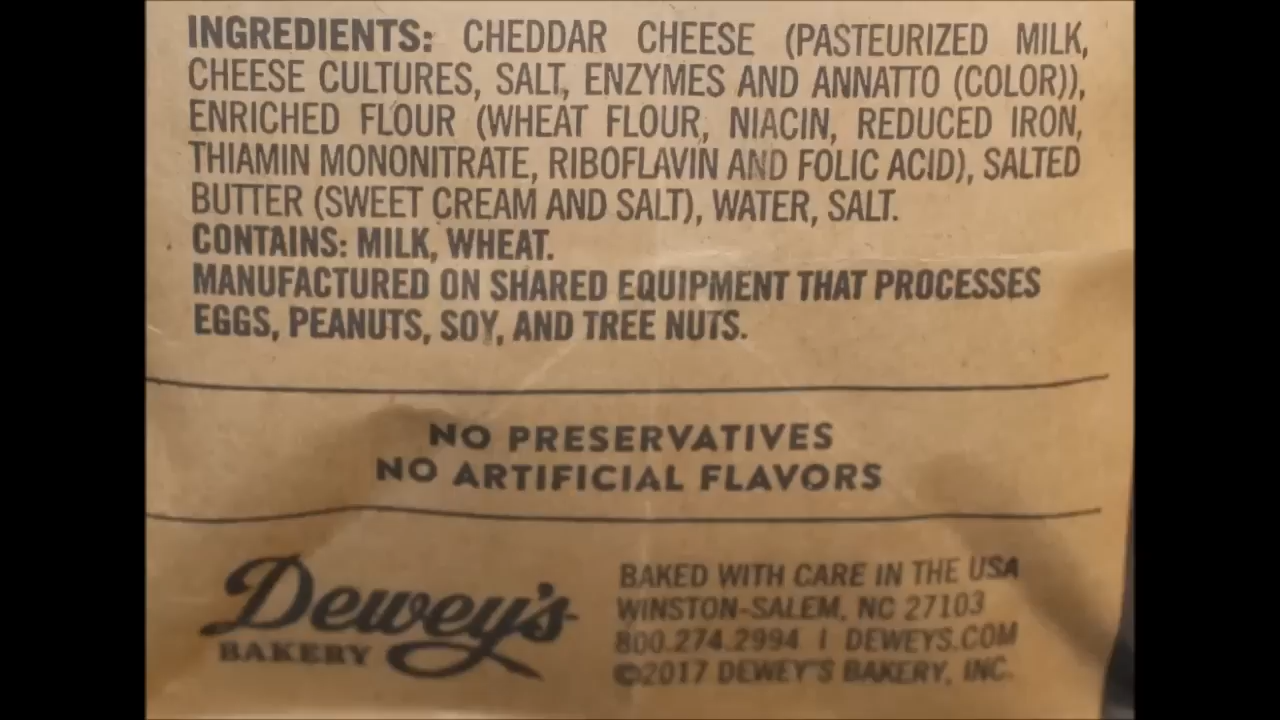 INGREDIENTS: CHEDDAR CHEESE (PASTEURIZED MILK,
CHEESE CULTURES, SALT, ENZYMES AND ANNATTO (COLOR)),
ENRICHED FLOUR (WHEAT FLOUR, NIACIN, REDUCED IRON,
THIAMIN MONONITRATE, RIBOFLAVIN AND FOLIC ACID), SALTED
BUTTER (SWEET CREAM AND SALT), WATER, SALT.
CONTAINS: MILK, WHEAT.
MANUFACTURED ON SHARED EQUIPMENT THAT PROCESSES
EGGS, PEANUTS, SOY, AND TREE NUTS.
NO PRESERVATIVES
NO ARTIFICIAL FLAVORS
Dewey's
BAKERY
BAKED WITH CARE IN THE USA
WINSTON-SALEM, NC 27103
800.274.2994 | DEWEYS.COM
©2017 DEWEY'S BAKERY, INC.